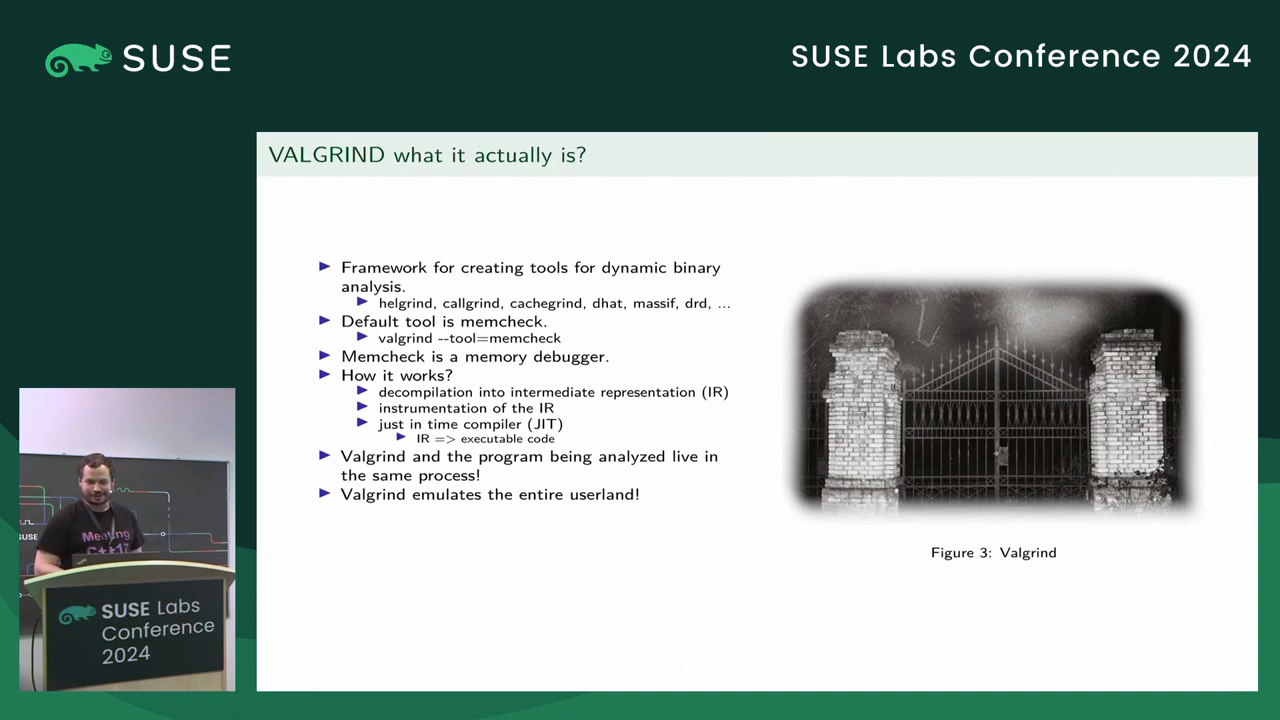 SUSE
SUSE Labs Conference 2024
VALGRIND what it actually is?
Framework for creating tools for dynamic binary
analysis.
helgrind, callgrind, cachegrind, dhat, massif, drd, ...
Default tool is memcheck.
valgrind --tool=memcheck
Memcheck is a memory debugger.
How it works?
decompilation into intermediate representation (IR)
instrumentation of the IR
just in time compiler (JIT)
IR => executable code
Valgrind and the program being analyzed live in
the same process!
Valgrind emulates the entire userland!
Figure 3: Valgrind
SUSE
Meeting
C++17
SUSE Labs
Conference
2024